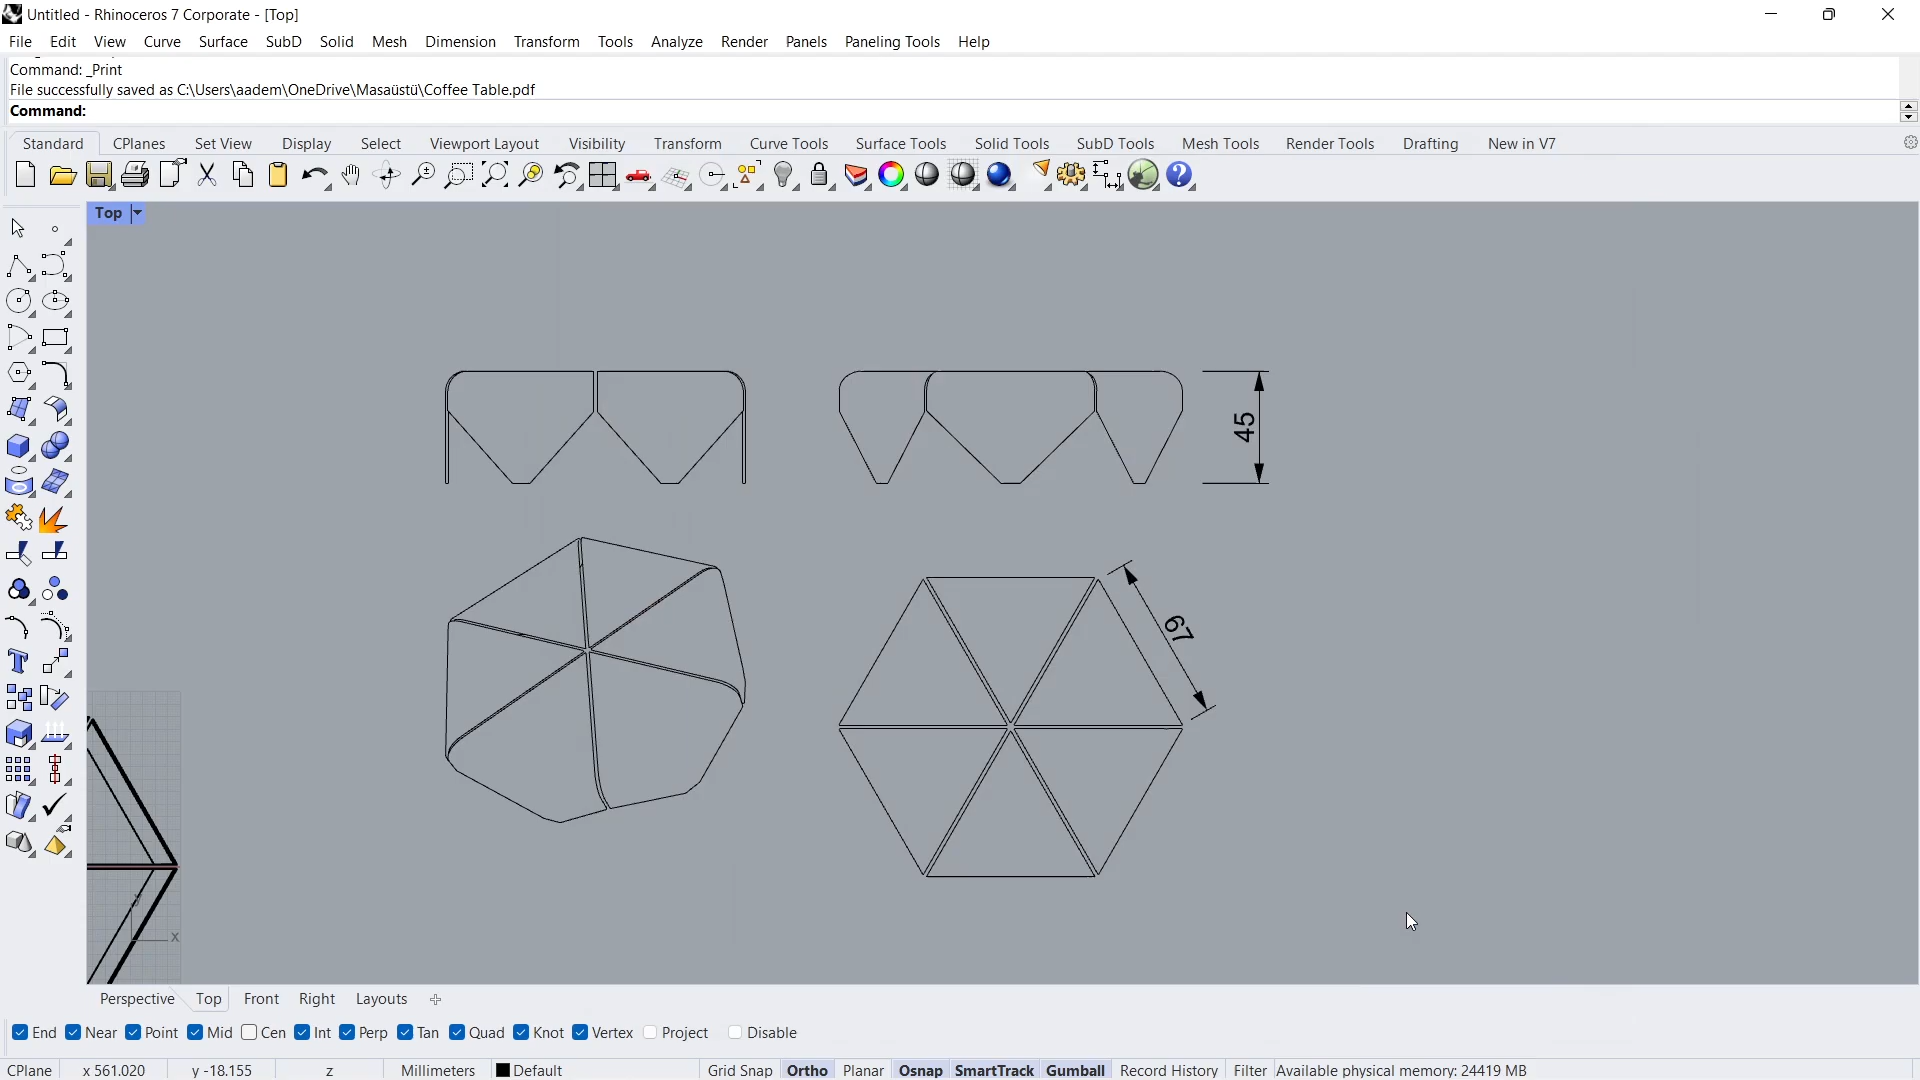 Untitled - Rhinoceros 7 Corporate - [Top]
File Edit View Curve Surface SubD Solid Mesh Dimension Transform Tools Analyze Render Panels Paneling Tools Help
Command: _Print
File successfully saved as C:\Users\aadem\OneDrive\Masaüstü\Coffee Table.pdf
Command:
Standard CPlanes Set View Display Select Viewport Layout Visibility Transform Curve Tools Surface Tools Solid Tools SubD Tools Mesh Tools Render Tools Drafting New in V7
Top
45
67
y
x
Perspective Top Front Right Layouts
End Near Point Mid Cen Int Perp Tan Quad Knot Vertex Project Disable
CPlane x 561.020 y -18.155 z Millimeters Default Grid Snap Ortho Planar Osnap SmartTrack Gumball Record History Filter Available physical memory: 24419 MB